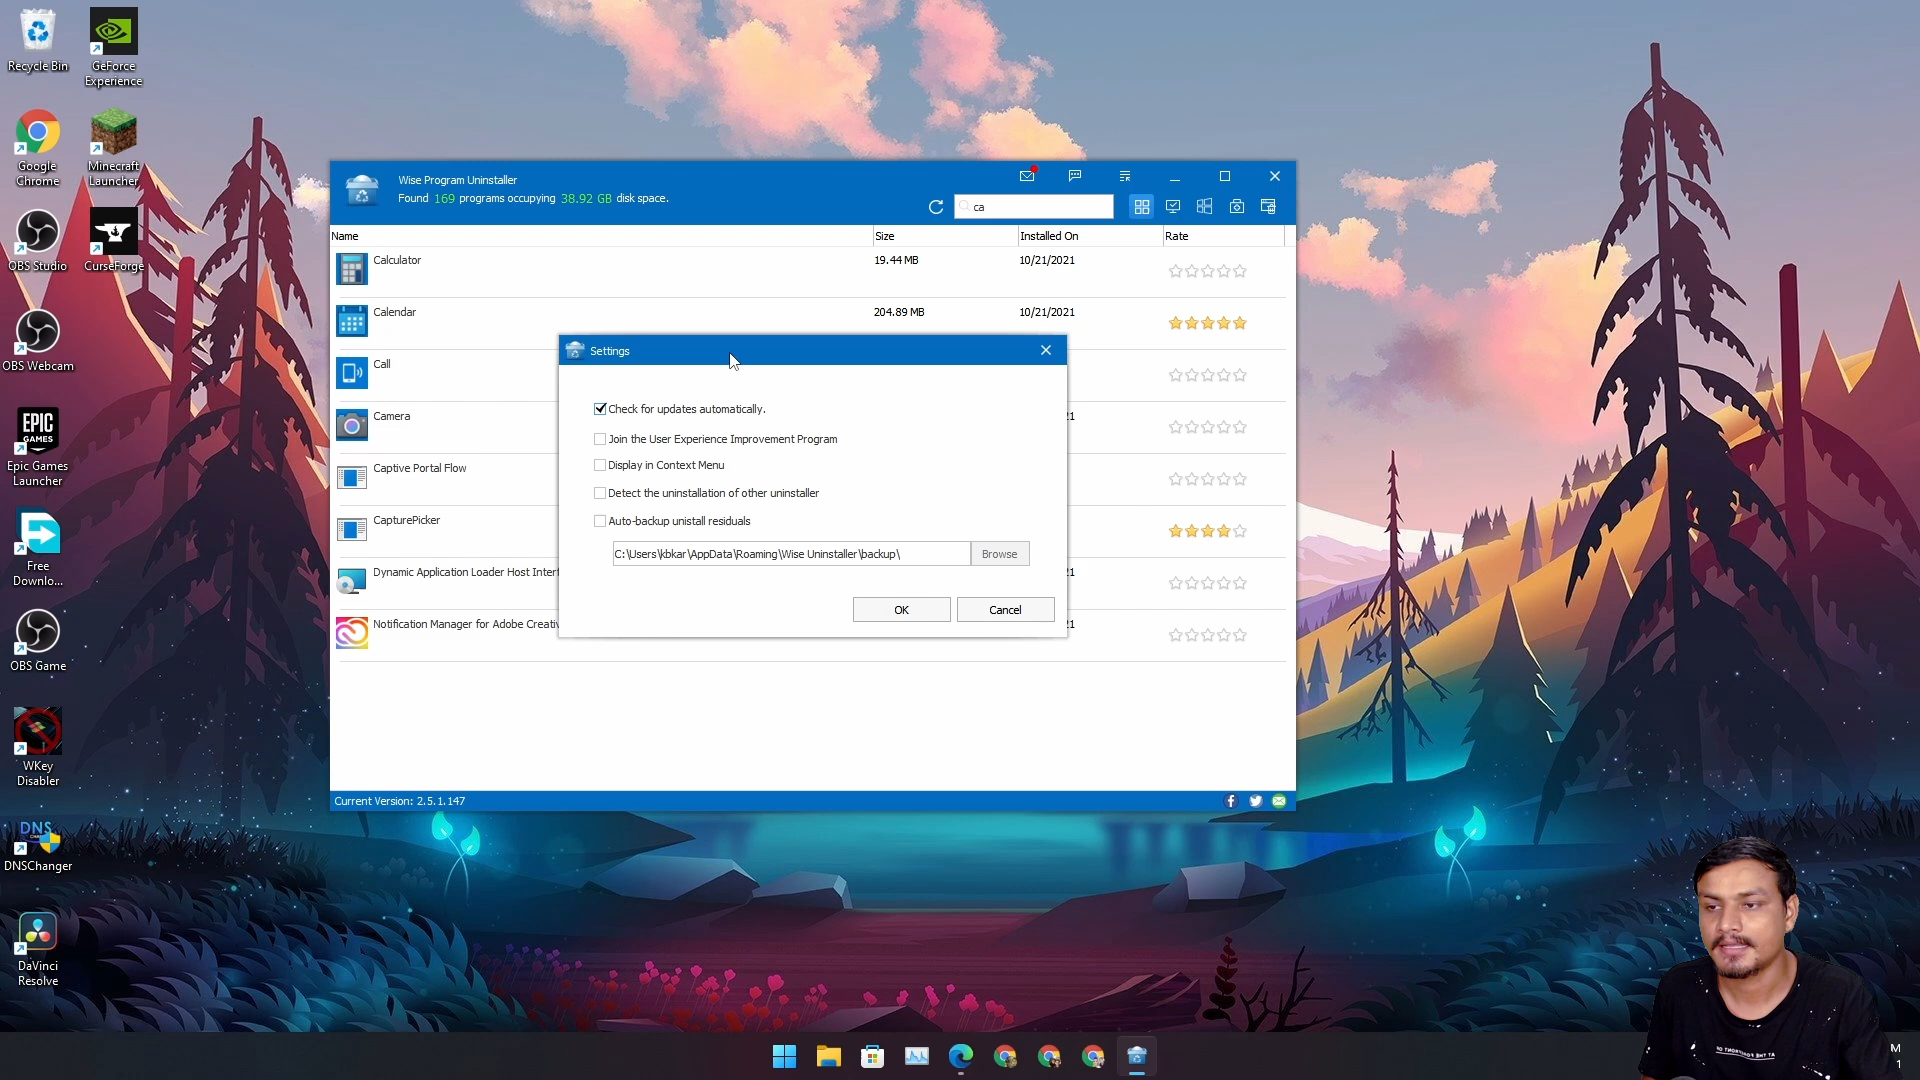 Recycle Bin
GeForce
Experience
Google
Chrome
Minecraft
Launcher
OBS Studio
CurseForge
OBS Webcam
EPIC
GAMES
Epic Games
Launcher
Free
Downlo...
OBS Game
WKey
Disabler
DNS
DNSChanger
DaVinci
Resolve
Wise Program Uninstaller
Found 169 programs occupying 38.92 GB disk space.
ca
Name Size Installed On Rate
Calculator 19.44 MB 10/21/2021
Calendar 204.89 MB 10/21/2021
Call
Camera 21
Captive Portal Flow
CapturePicker
Dynamic Application Loader Host Interf 21
Notification Manager for Adobe Creativ 21
Settings
Check for updates automatically.
Join the User Experience Improvement Program
Display in Context Menu
Detect the uninstallation of other uninstaller
Auto-backup unistall residuals
C:\Users\kbkar\AppData\Roaming\Wise Uninstaller\backup\
Browse
OK Cancel
Current Version: 2.5.1.147
M
1